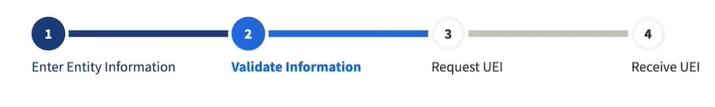 1 2 3 4
Enter Entity Information Validate Information Request UEI Receive UEI